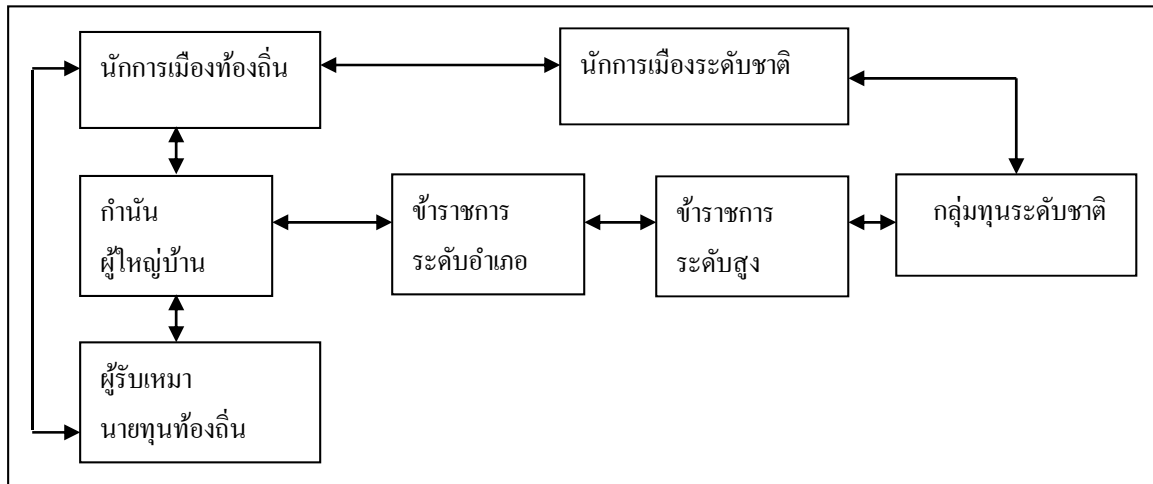 นักการเมืองท้องถิ่น
นักการเมืองระดับชาติ
กำนัน
ผู้ใหญ่บ้าน
ข้าราชการ
ระดับอำเภอ
ข้าราชการ
ระดับสูง
กลุ่มทุนระดับชาติ
ผู้รับเหมา
นายทุนท้องถิ่น